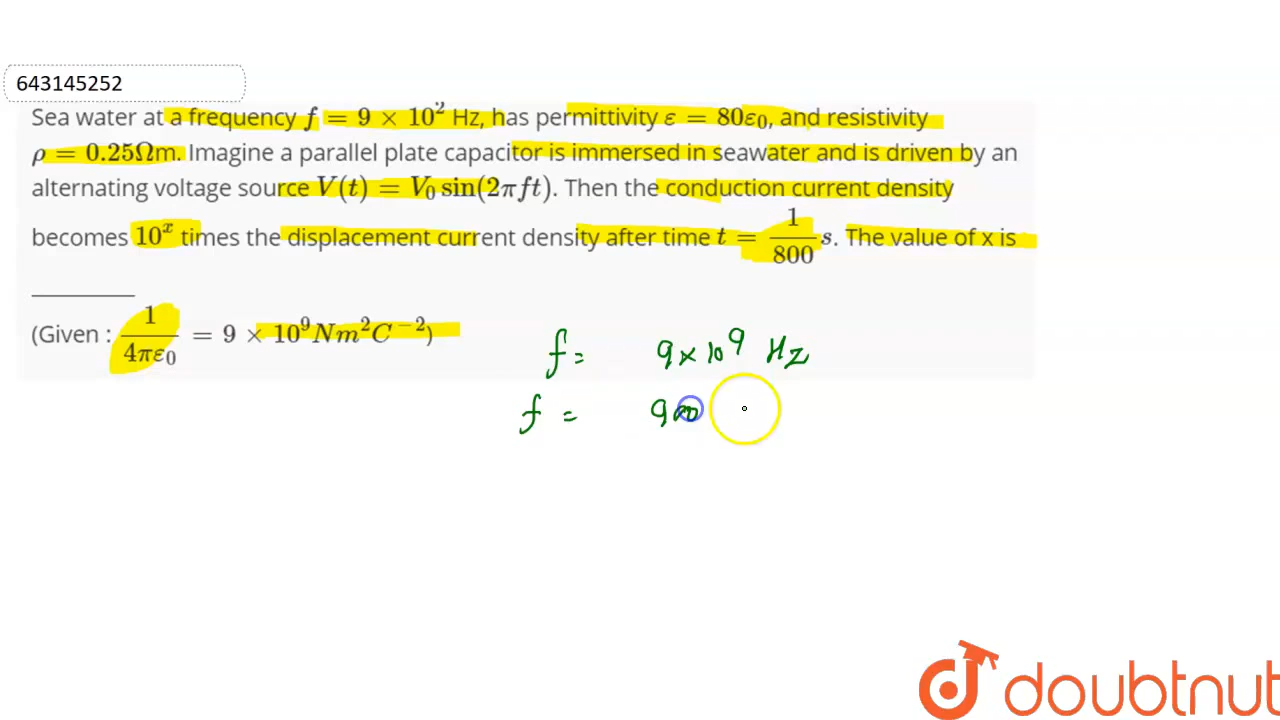 643145252
Sea water at a frequency f = 9 × 10² Hz, has permittivity ε = 80ε₀, and resistivity
ρ = 0.25Ωm. Imagine a parallel plate capacitor is immersed in seawater and is driven by an
alternating voltage source V(t) = V₀ sin(2πft). Then the conduction current density
becomes 10ˣ times the displacement current density after time t = 1/800 s. The value of x is
__________
(Given : 1/4πε₀ = 9 × 10⁹Nm²C⁻²)
f = 9 × 10⁹ Hz
f = 900
doubtnut